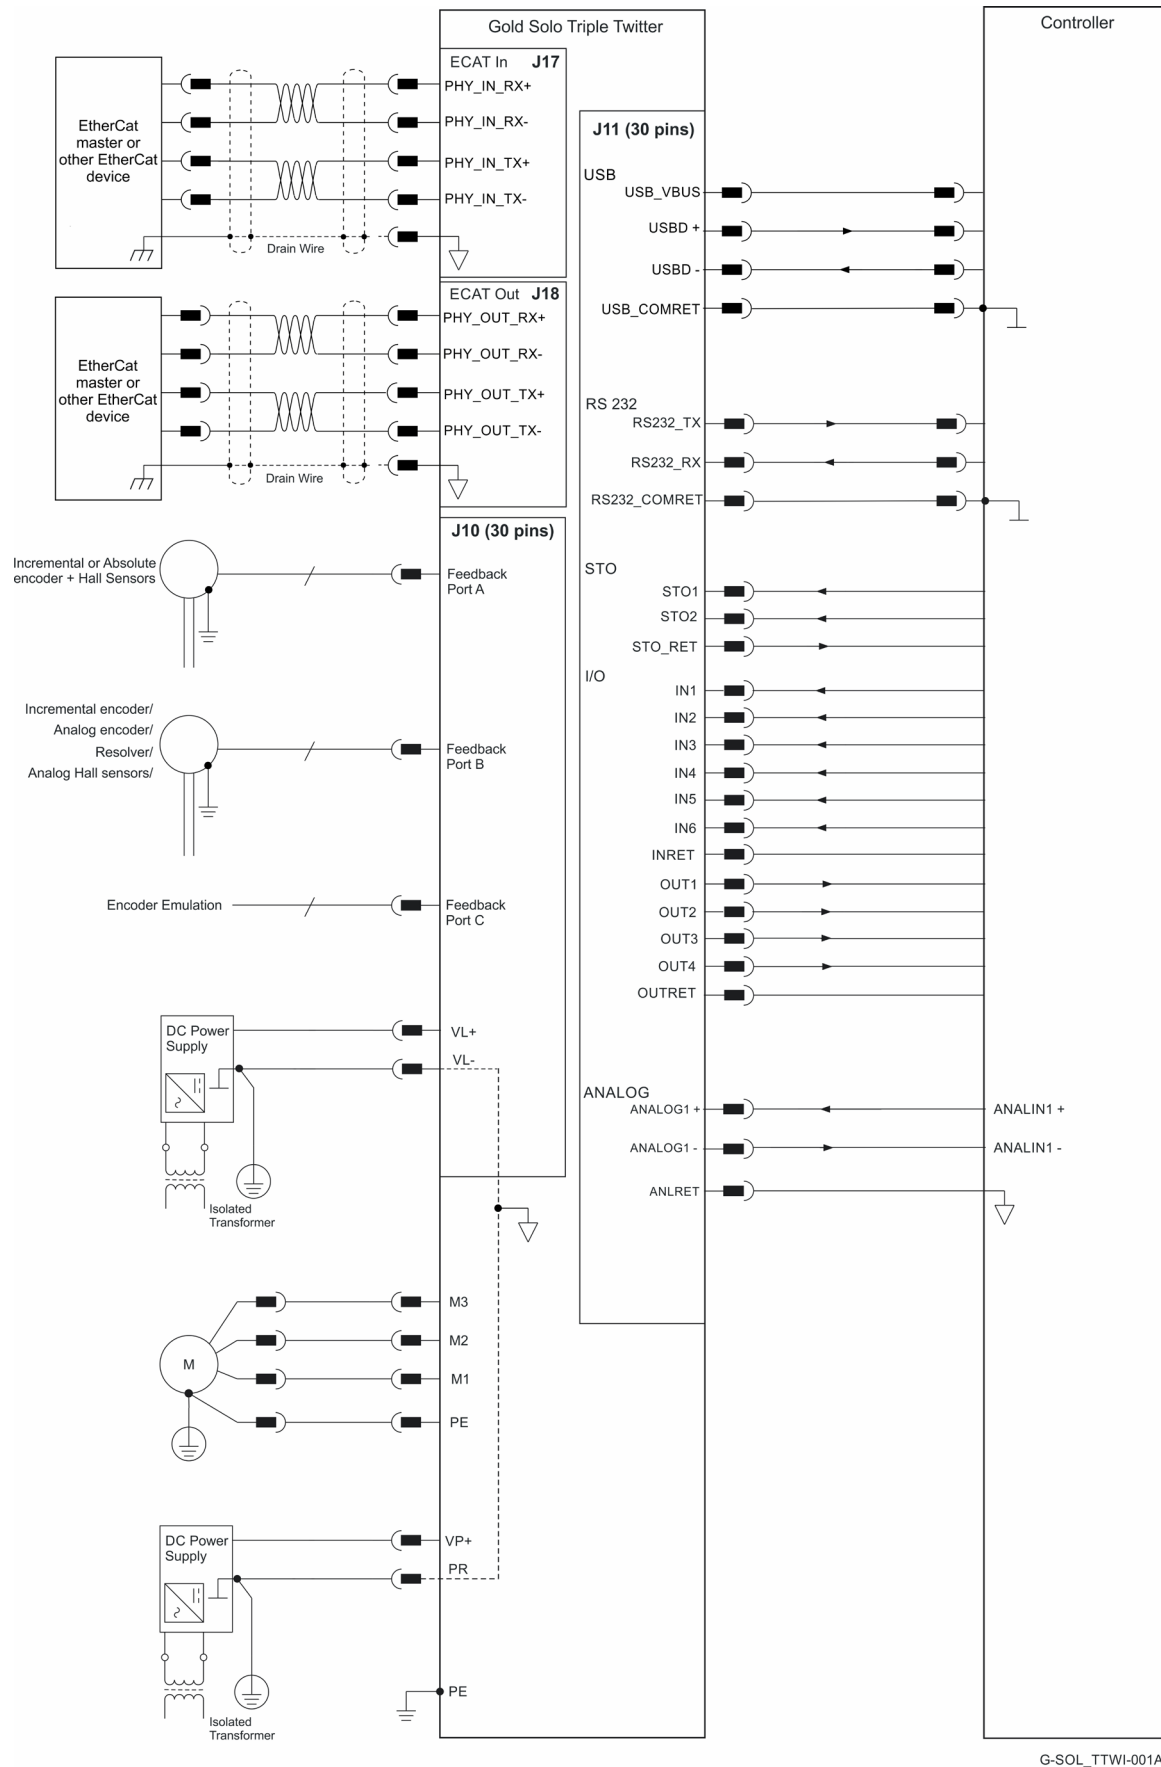 Gold Solo Triple Twitter
Controller
ECAT In J17
PHY_IN_RX+
PHY_IN_RX-
PHY_IN_TX+
PHY_IN_TX-
EtherCat
master or
other EtherCat
device
Drain Wire
ECAT Out J18
PHY_OUT_RX+
PHY_OUT_RX-
PHY_OUT_TX+
PHY_OUT_TX-
EtherCat
master or
other EtherCat
device
Drain Wire
J10 (30 pins)
Incremental or Absolute
encoder + Hall Sensors
Feedback
Port A
Incremental encoder/
Analog encoder/
Resolver/
Analog Hall sensors/
Feedback
Port B
Encoder Emulation
Feedback
Port C
DC Power
Supply
VL+
VL-
Isolated
Transformer
M3
M2
M
M1
PE
DC Power
Supply
VP+
PR
Isolated
Transformer
PE
J11 (30 pins)
USB
USB_VBUS
USBD +
USBD -
USB_COMRET
RS 232
RS232_TX
RS232_RX
RS232_COMRET
STO
STO1
STO2
STO_RET
I/O
IN1
IN2
IN3
IN4
IN5
IN6
INRET
OUT1
OUT2
OUT3
OUT4
OUTRET
ANALOG
ANALOG1 +
ANALIN1 +
ANALOG1 -
ANALIN1 -
ANLRET
G-SOL_TTWI-001A